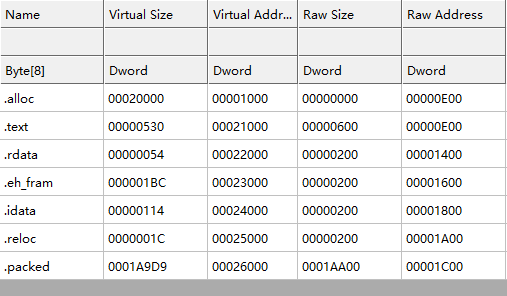 Name Virtual Size Virtual Addr... Raw Size Raw Address
Byte[8] Dword Dword Dword Dword
.alloc 00020000 00001000 00000000 00000E00
.text 00000530 00021000 00000600 00000E00
.rdata 00000054 00022000 00000200 00001400
.eh_fram 000001BC 00023000 00000200 00001600
.idata 00000114 00024000 00000200 00001800
.reloc 0000001C 00025000 00000200 00001A00
.packed 0001A9D9 00026000 0001AA00 00001C00